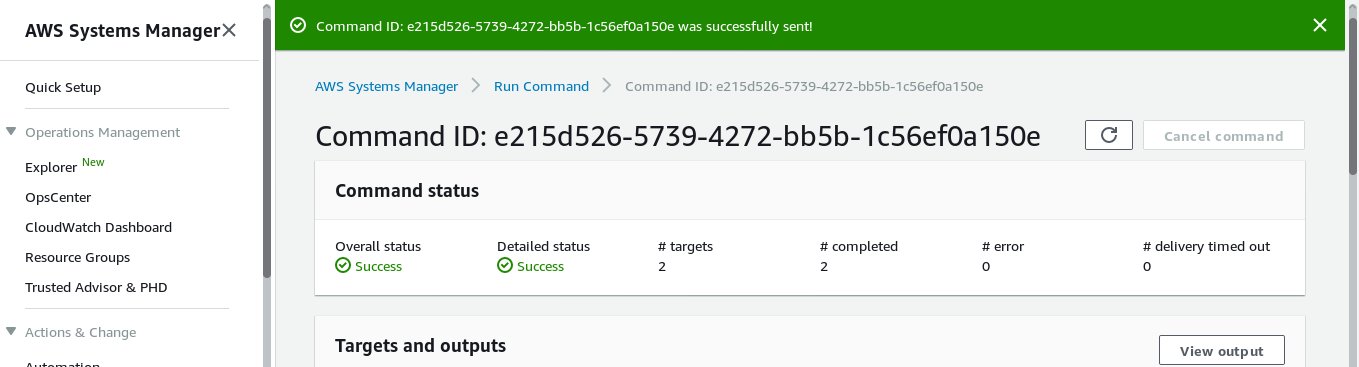 AWS Systems Manager
Quick Setup
Operations Management
Explorer New
OpsCenter
CloudWatch Dashboard
Resource Groups
Trusted Advisor & PHD
Actions & Change
Automation
Command ID: e215d526-5739-4272-bb5b-1c56ef0a150e was successfully sent!
AWS Systems Manager Run Command Command ID: e215d526-5739-4272-bb5b-1c56ef0a150e
Command ID: e215d526-5739-4272-bb5b-1c56ef0a150e Cancel command
Command status
Overall status Detailed status # targets # completed # error # delivery timed out
Success Success 2 2 0 0
Targets and outputs View output